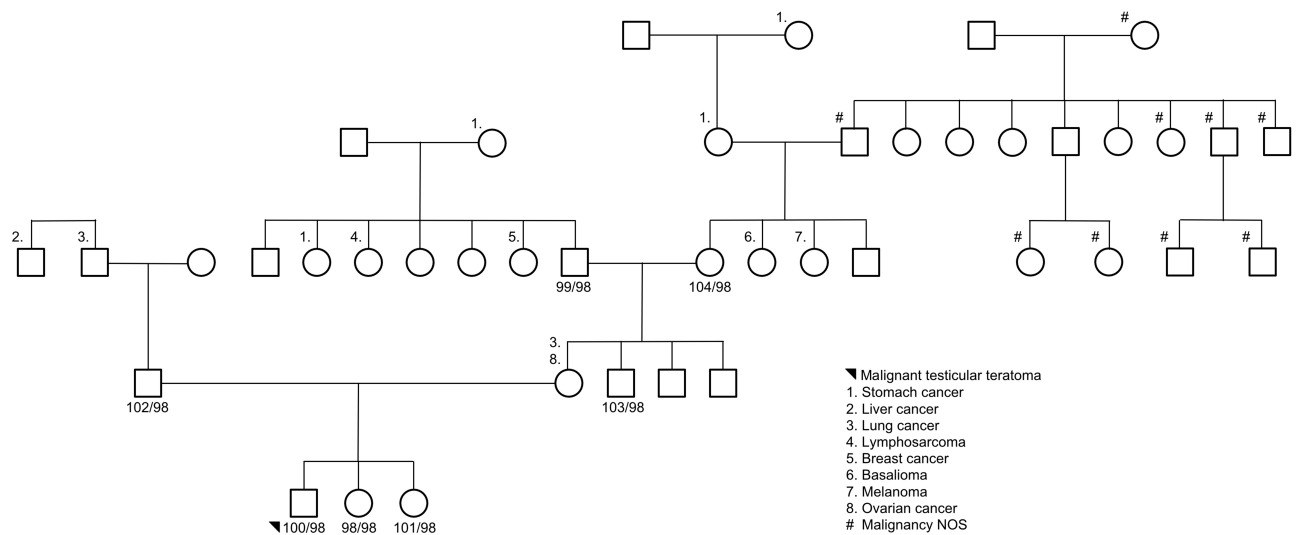 1. #
1. #
# # #
1.
2. 3. 1. 4. 5. 6. 7. # # # #
99/98 104/98
3.
8.
102/98 103/98
100/98 98/98 101/98
Malignant testicular teratoma
1. Stomach cancer
2. Liver cancer
3. Lung cancer
4. Lymphosarcoma
5. Breast cancer
6. Basalioma
7. Melanoma
8. Ovarian cancer
# Malignancy NOS